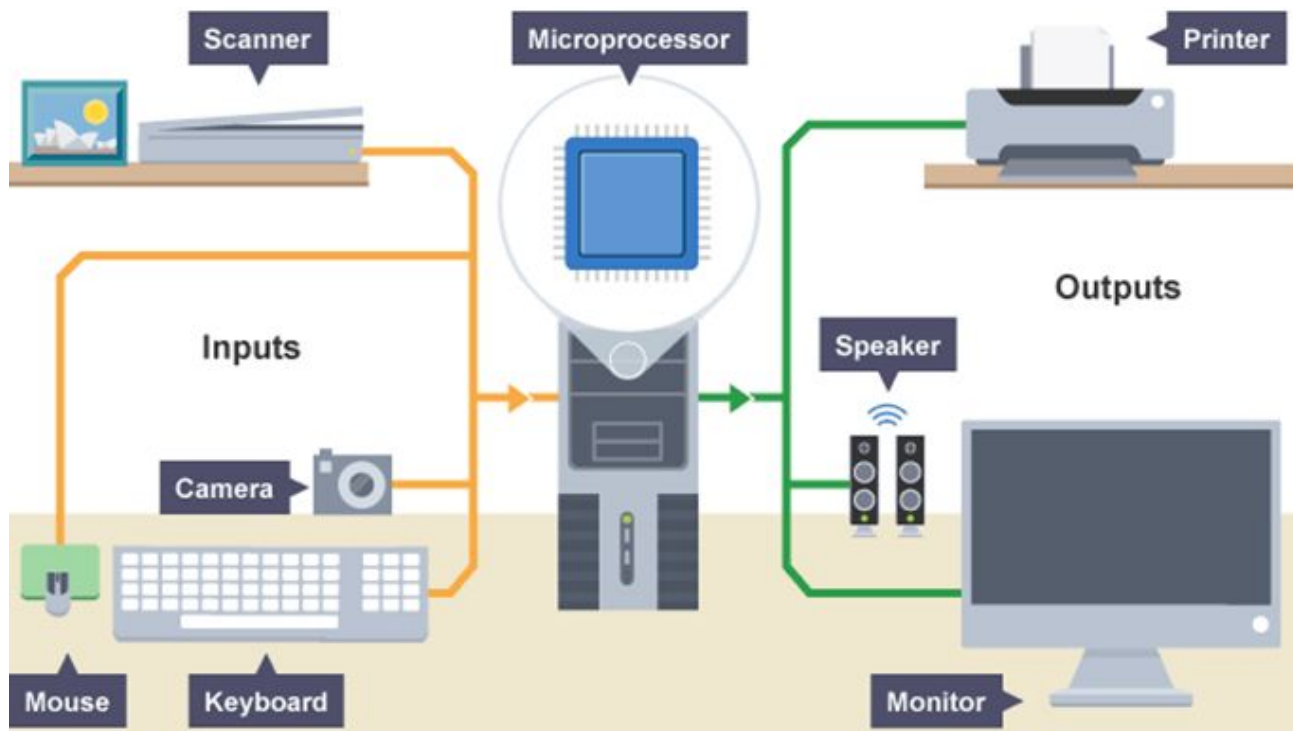 Scanner
Microprocessor
Printer
Inputs
Outputs
Speaker
Camera
Mouse
Keyboard
Monitor